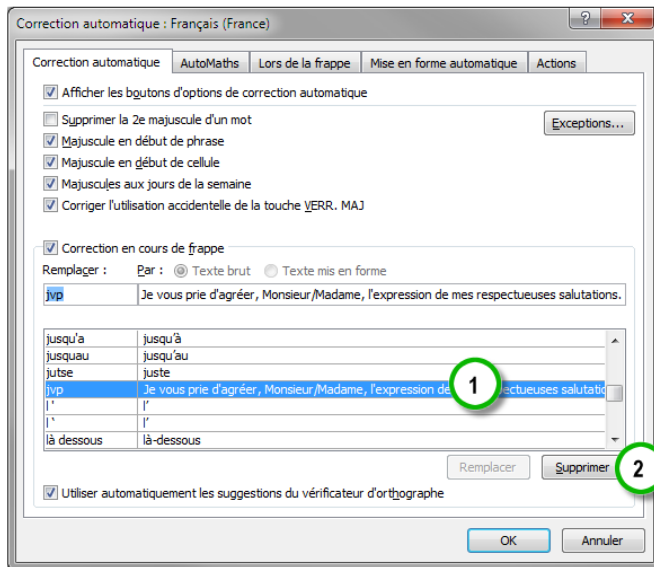 Correction automatique : Français (France)
Correction automatique AutoMaths Lors de la frappe Mise en forme automatique Actions
Afficher les boutons d'options de correction automatique
Supprimer la 2e majuscule d'un mot Exceptions...
Majuscule en début de phrase
Majuscule en début de cellule
Majuscules aux jours de la semaine
Corriger l'utilisation accidentelle de la touche VERR. MAJ
Correction en cours de frappe
Remplacer : Par : Texte brut Texte mis en forme
jvp Je vous prie d'agréer, Monsieur/Madame, l'expression de mes respectueuses salutations.
jusqu'a jusqu'à
jusquau jusqu'au
jutse juste
jvp Je vous prie d'agréer, Monsieur/Madame, l'expression de 1 ectueuses salutatio
l ' l'
l ` l'
là dessous là-dessous
Remplacer Supprimer 2
Utiliser automatiquement les suggestions du vérificateur d'orthographe
OK Annuler